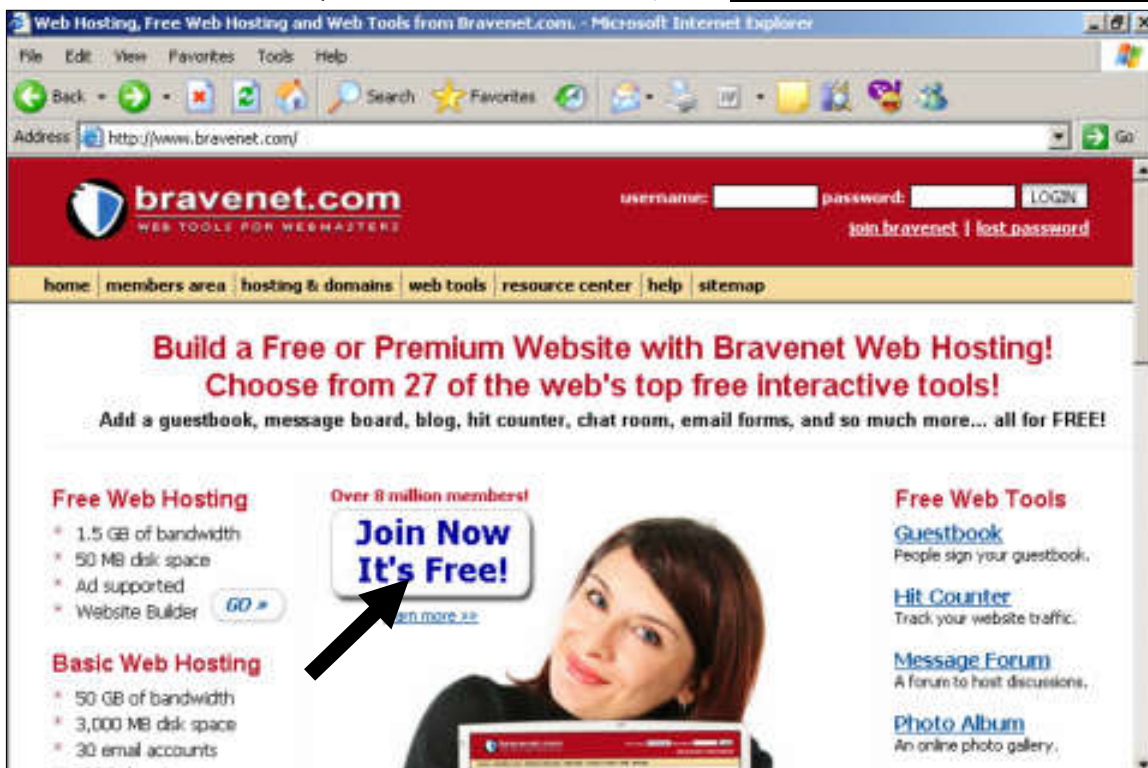 Web Hosting, Free Web Hosting and Web Tools from Bravenet.com. - Microsoft Internet Explorer
File Edit View Favorites Tools Help
Back Search Favorites
Address http://www.bravenet.com/ Go
bravenet.com username: password: LOGIN
WEB TOOLS FOR WEBMASTERS join bravenet | lost password
home members area hosting & domains web tools resource center help sitemap
Build a Free or Premium Website with Bravenet Web Hosting!
Choose from 27 of the web's top free interactive tools!
Add a guestbook, message board, blog, hit counter, chat room, email forms, and so much more... all for FREE!
Free Web Hosting
1.5 GB of bandwidth
50 MB disk space
Ad supported
Website Builder GO »
Basic Web Hosting
50 GB of bandwidth
3,000 MB disk space
30 email accounts
Over 8 million members!
Join Now
It's Free!
more >>
Free Web Tools
Guestbook
People sign your guestbook.
Hit Counter
Track your website traffic.
Message Forum
A forum to host discussions.
Photo Album
An online photo gallery.